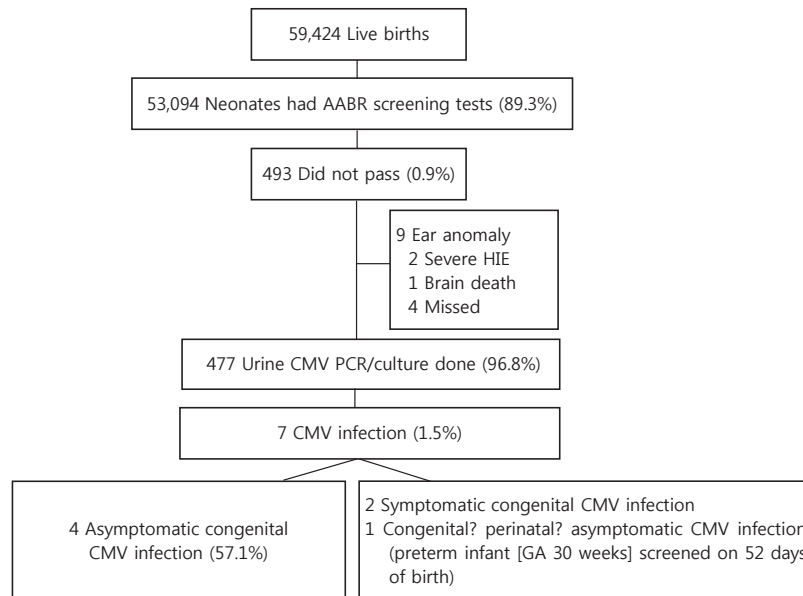 59,424 Live births
53,094 Neonates had AABR screening tests (89.3%)
493 Did not pass (0.9%)
9 Ear anomaly
2 Severe HIE
1 Brain death
4 Missed
477 Urine CMV PCR/culture done (96.8%)
7 CMV infection (1.5%)
4 Asymptomatic congenital
CMV infection (57.1%)
2 Symptomatic congenital CMV infection
1 Congenital? perinatal? asymptomatic CMV infection
(preterm infant [GA 30 weeks] screened on 52 days
of birth)